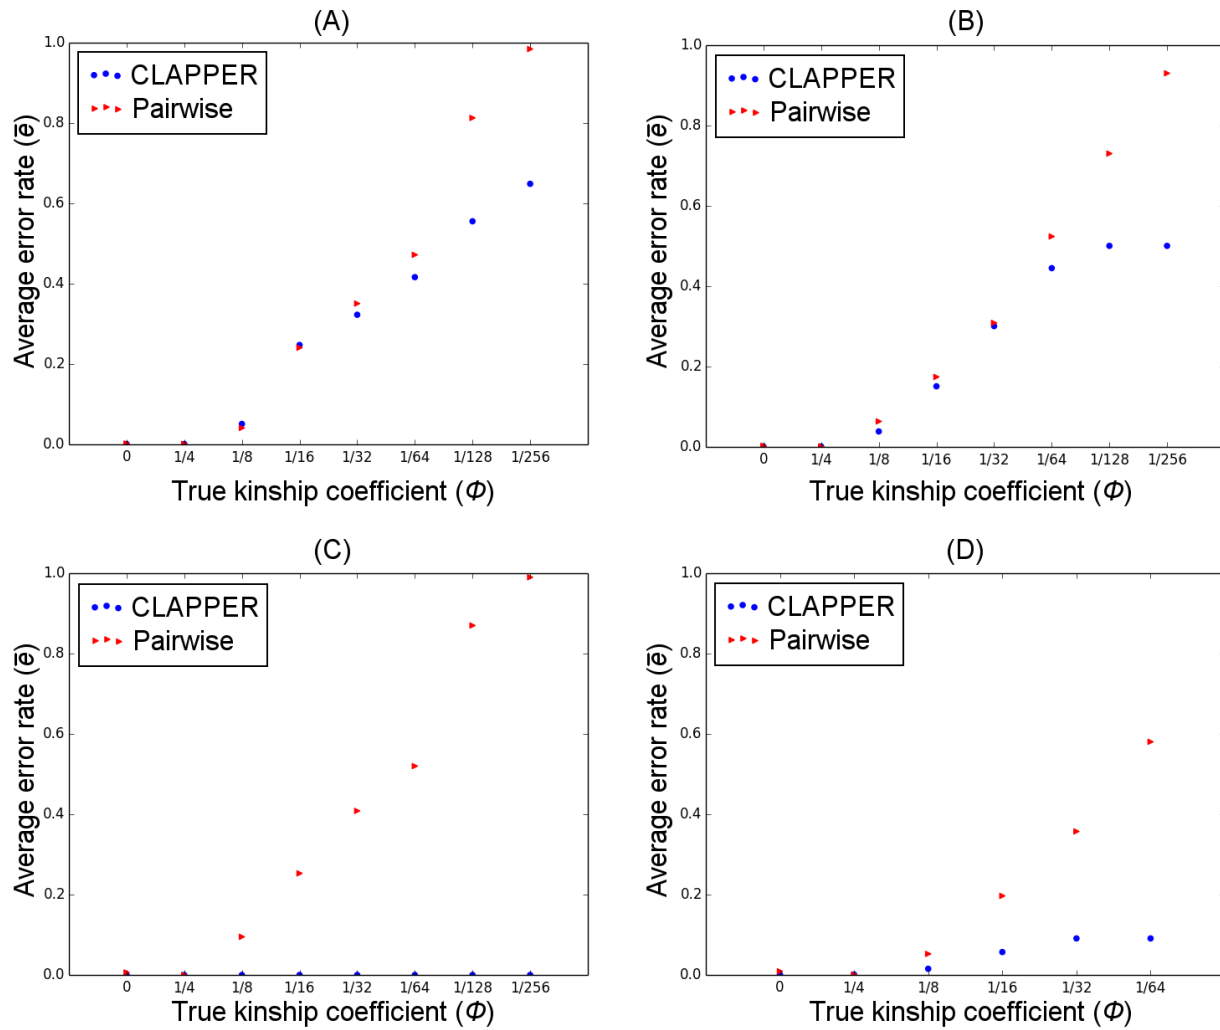 (A)
CLAPPER
Pairwise
Average error rate (e̅)
1.0
0.8
0.6
0.4
0.2
0.0
0 1/4 1/8 1/16 1/32 1/64 1/128 1/256
True kinship coefficient (Φ)
(B)
CLAPPER
Pairwise
Average error rate (e̅)
1.0
0.8
0.6
0.4
0.2
0.0
0 1/4 1/8 1/16 1/32 1/64 1/128 1/256
True kinship coefficient (Φ)
(C)
CLAPPER
Pairwise
Average error rate (e̅)
1.0
0.8
0.6
0.4
0.2
0.0
0 1/4 1/8 1/16 1/32 1/64 1/128 1/256
True kinship coefficient (Φ)
(D)
CLAPPER
Pairwise
Average error rate (e̅)
1.0
0.8
0.6
0.4
0.2
0.0
0 1/4 1/8 1/16 1/32 1/64
True kinship coefficient (Φ)